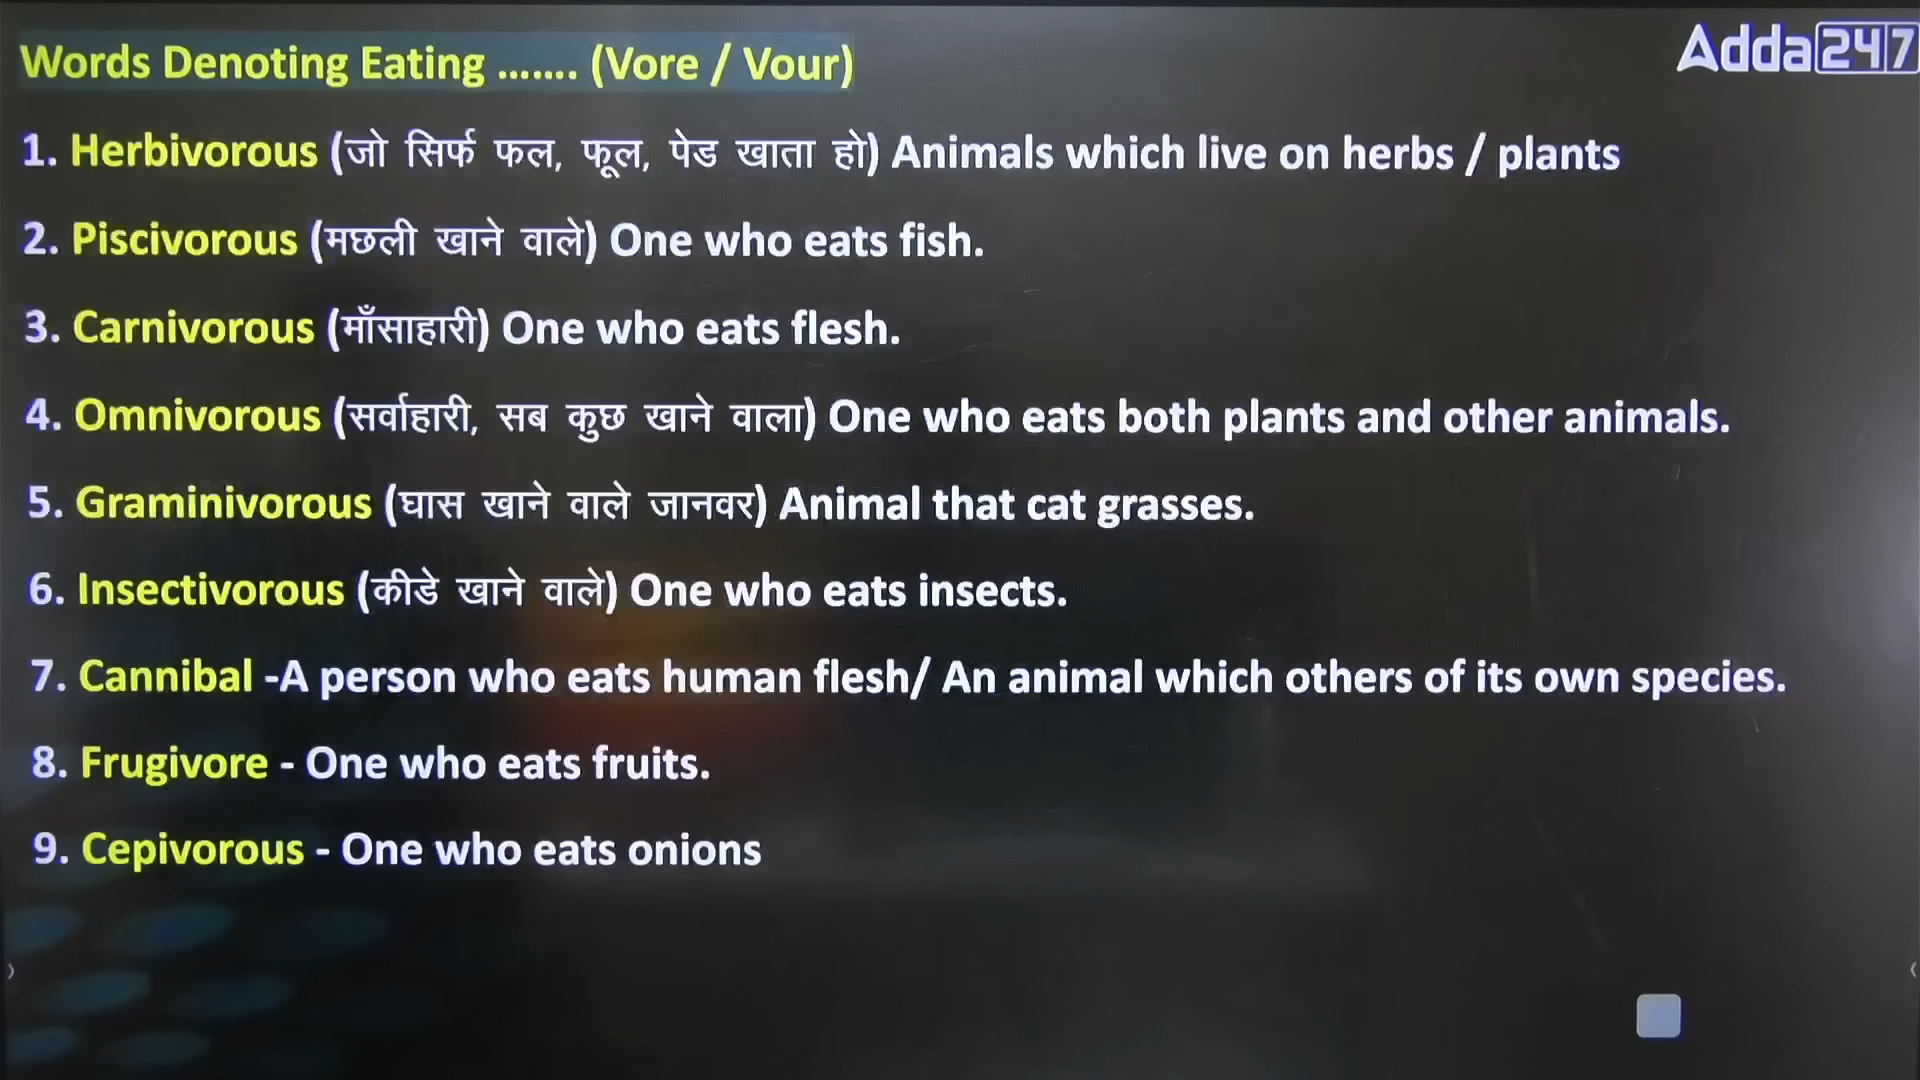 Words Denoting Eating ....... (Vore / Vour)
Adda247
1. Herbivorous (जो सिर्फ फल, फूल, पेड खाता हो) Animals which live on herbs / plants
2. Piscivorous (मछली खाने वाले) One who eats fish.
3. Carnivorous (माँसाहारी) One who eats flesh.
4. Omnivorous (सर्वाहारी, सब कुछ खाने वाला) One who eats both plants and other animals.
5. Graminivorous (घास खाने वाले जानवर) Animal that cat grasses.
6. Insectivorous (कीडे खाने वाले) One who eats insects.
7. Cannibal -A person who eats human flesh/ An animal which others of its own species.
8. Frugivore - One who eats fruits.
9. Cepivorous - One who eats onions